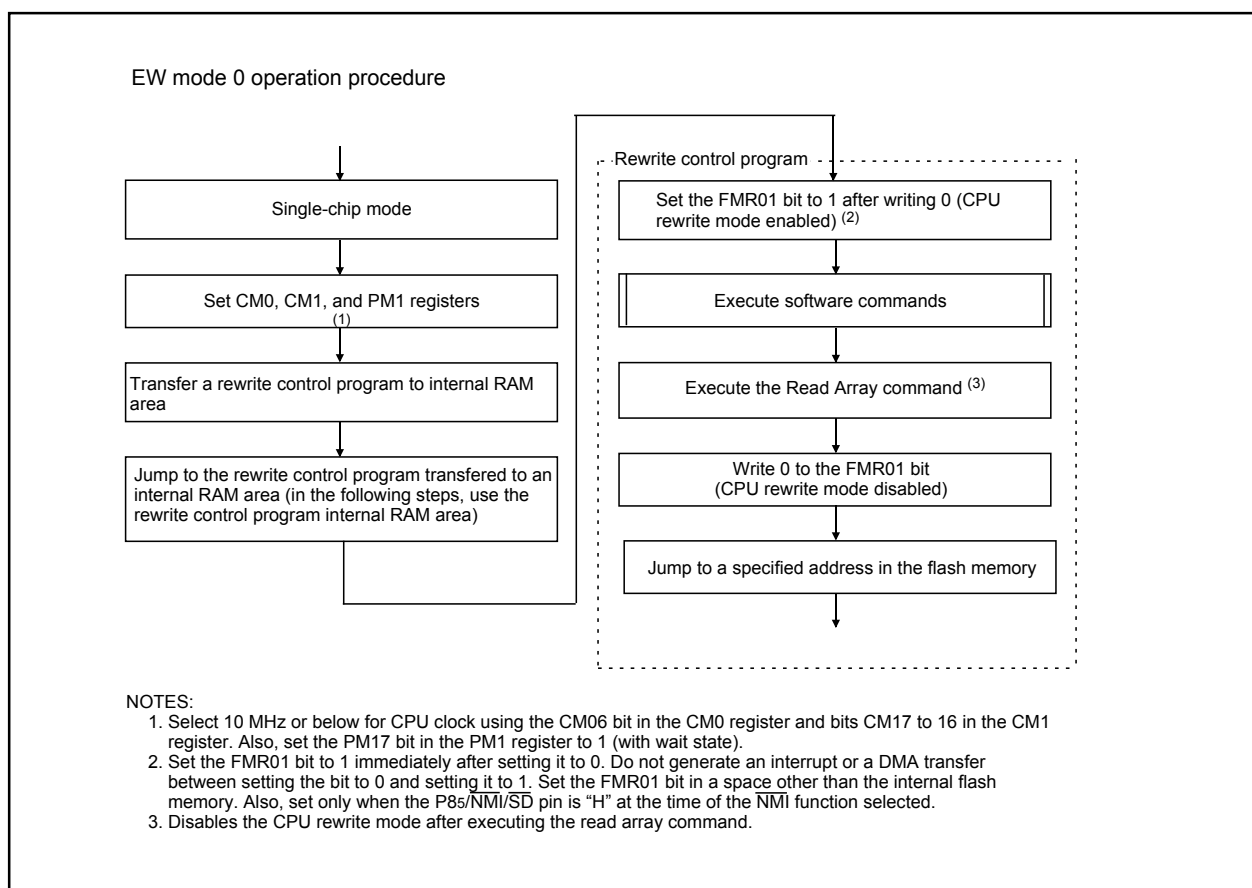 EW mode 0 operation procedure
Single-chip mode
Set CM0, CM1, and PM1 registers
(1)
Transfer a rewrite control program to internal RAM
area
Jump to the rewrite control program transfered to an
internal RAM area (in the following steps, use the
rewrite control program internal RAM area)
Rewrite control program
Set the FMR01 bit to 1 after writing 0 (CPU
rewrite mode enabled) (2)
Execute software commands
Execute the Read Array command (3)
Write 0 to the FMR01 bit
(CPU rewrite mode disabled)
Jump to a specified address in the flash memory
NOTES:
1. Select 10 MHz or below for CPU clock using the CM06 bit in the CM0 register and bits CM17 to 16 in the CM1
register. Also, set the PM17 bit in the PM1 register to 1 (with wait state).
2. Set the FMR01 bit to 1 immediately after setting it to 0. Do not generate an interrupt or a DMA transfer
between setting the bit to 0 and setting it to 1. Set the FMR01 bit in a space other than the internal flash
memory. Also, set only when the P85/NMI/SD pin is “H” at the time of the NMI function selected.
3. Disables the CPU rewrite mode after executing the read array command.